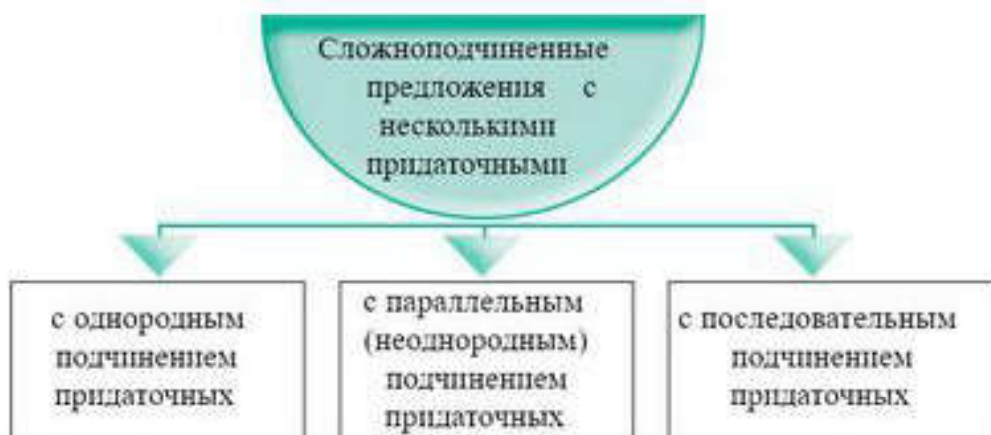 Сложноподчиненные
предложения с
несколькими
придаточными
с однородным
подчинением
придаточных
с параллельным
(неоднородным)
подчинением
придаточных
с последовательным
подчинением
придаточных